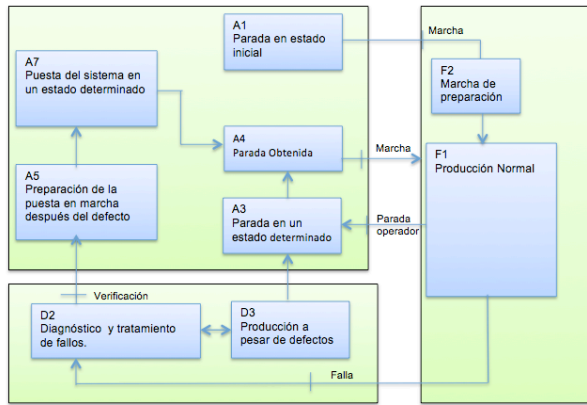 A1
Parada en estado
inicial
Marcha
A7
Puesta del sistema en
un estado determinado
F2
Marcha de
preparación
A4
Parada Obtenida
Marcha
F1
Producción Normal
A5
Preparación de la
puesta en marcha
después del defecto
A3
Parada en un
estado determinado
Parada
operador
Verificación
D2
Diagnóstico y tratamiento
de fallos.
D3
Producción a
pesar de defectos
Falla